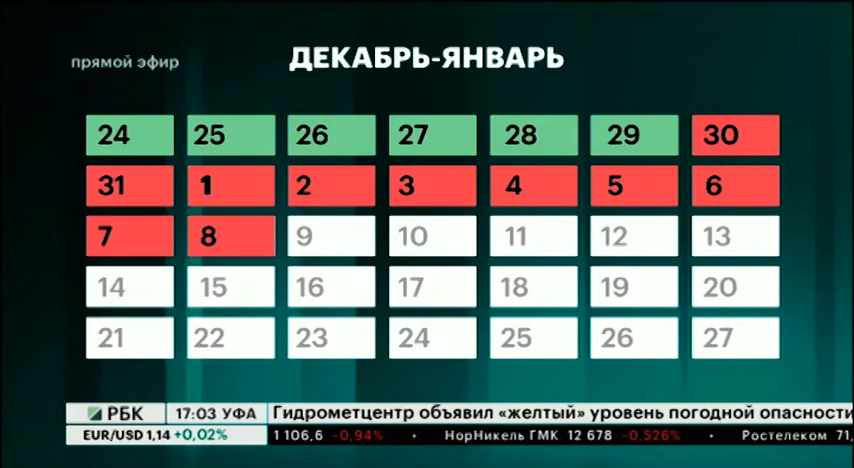 прямой эфир
ДЕКАБРЬ-ЯНВАРЬ
24 25 26 27 28 29 30
31 1 2 3 4 5 6
7 8 9 10 11 12 13
14 15 16 17 18 19 20
21 22 23 24 25 26 27
РБК 17:03 УФА Гидрометцентр объявил «желтый» уровень погодной опасности
EUR/USD 1,14 +0,02% 1 106,6 -0,94% • НорНикель ГМК 12 678 -0,526% • Ростелеком 71,